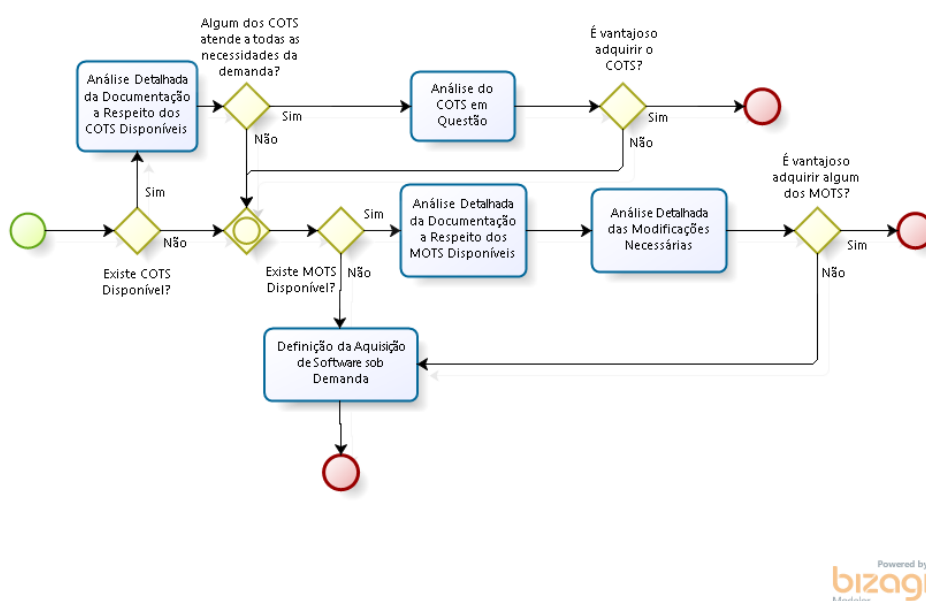 Algum dos COTS
atende a todas as
necessidades da
demanda?
É vantajoso
adquirir o
COTS?
Análise Detalhada
da Documentação
a Respeito dos
COTS Disponíveis
Sim
Não
Análise do
COTS em
Questão
Sim
Não
Sim
Não
Existe COTS
Disponível?
Existe MOTS
Disponível?
Sim
Não
Análise Detalhada
da Documentação
a Respeito dos
MOTS Disponíveis
Análise Detalhada
das Modificações
Necessárias
É vantajoso
adquirir algum
dos MOTS?
Sim
Não
Definição da Aquisição
de Software sob
Demanda
Powered by
bizagi
Modeler